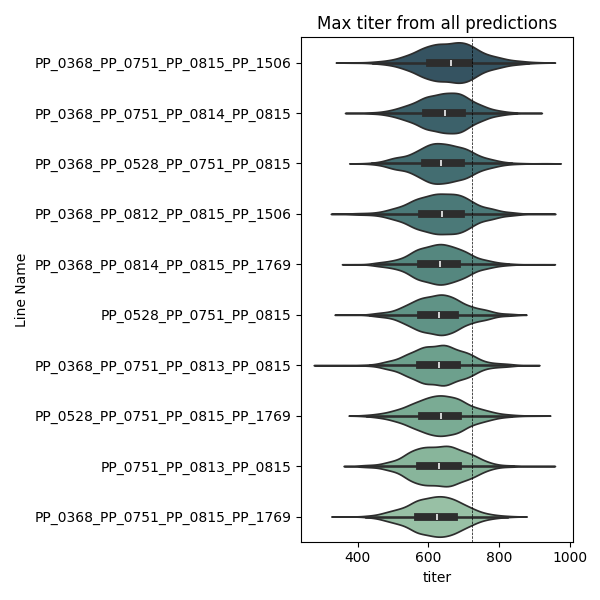 Max titer from all predictions
PP_0368_PP_0751_PP_0815_PP_1506
PP_0368_PP_0751_PP_0814_PP_0815
PP_0368_PP_0528_PP_0751_PP_0815
PP_0368_PP_0812_PP_0815_PP_1506
PP_0368_PP_0814_PP_0815_PP_1769
PP_0528_PP_0751_PP_0815
PP_0368_PP_0751_PP_0813_PP_0815
PP_0528_PP_0751_PP_0815_PP_1769
PP_0751_PP_0813_PP_0815
PP_0368_PP_0751_PP_0815_PP_1769
Line Name
400 600 800 1000
titer